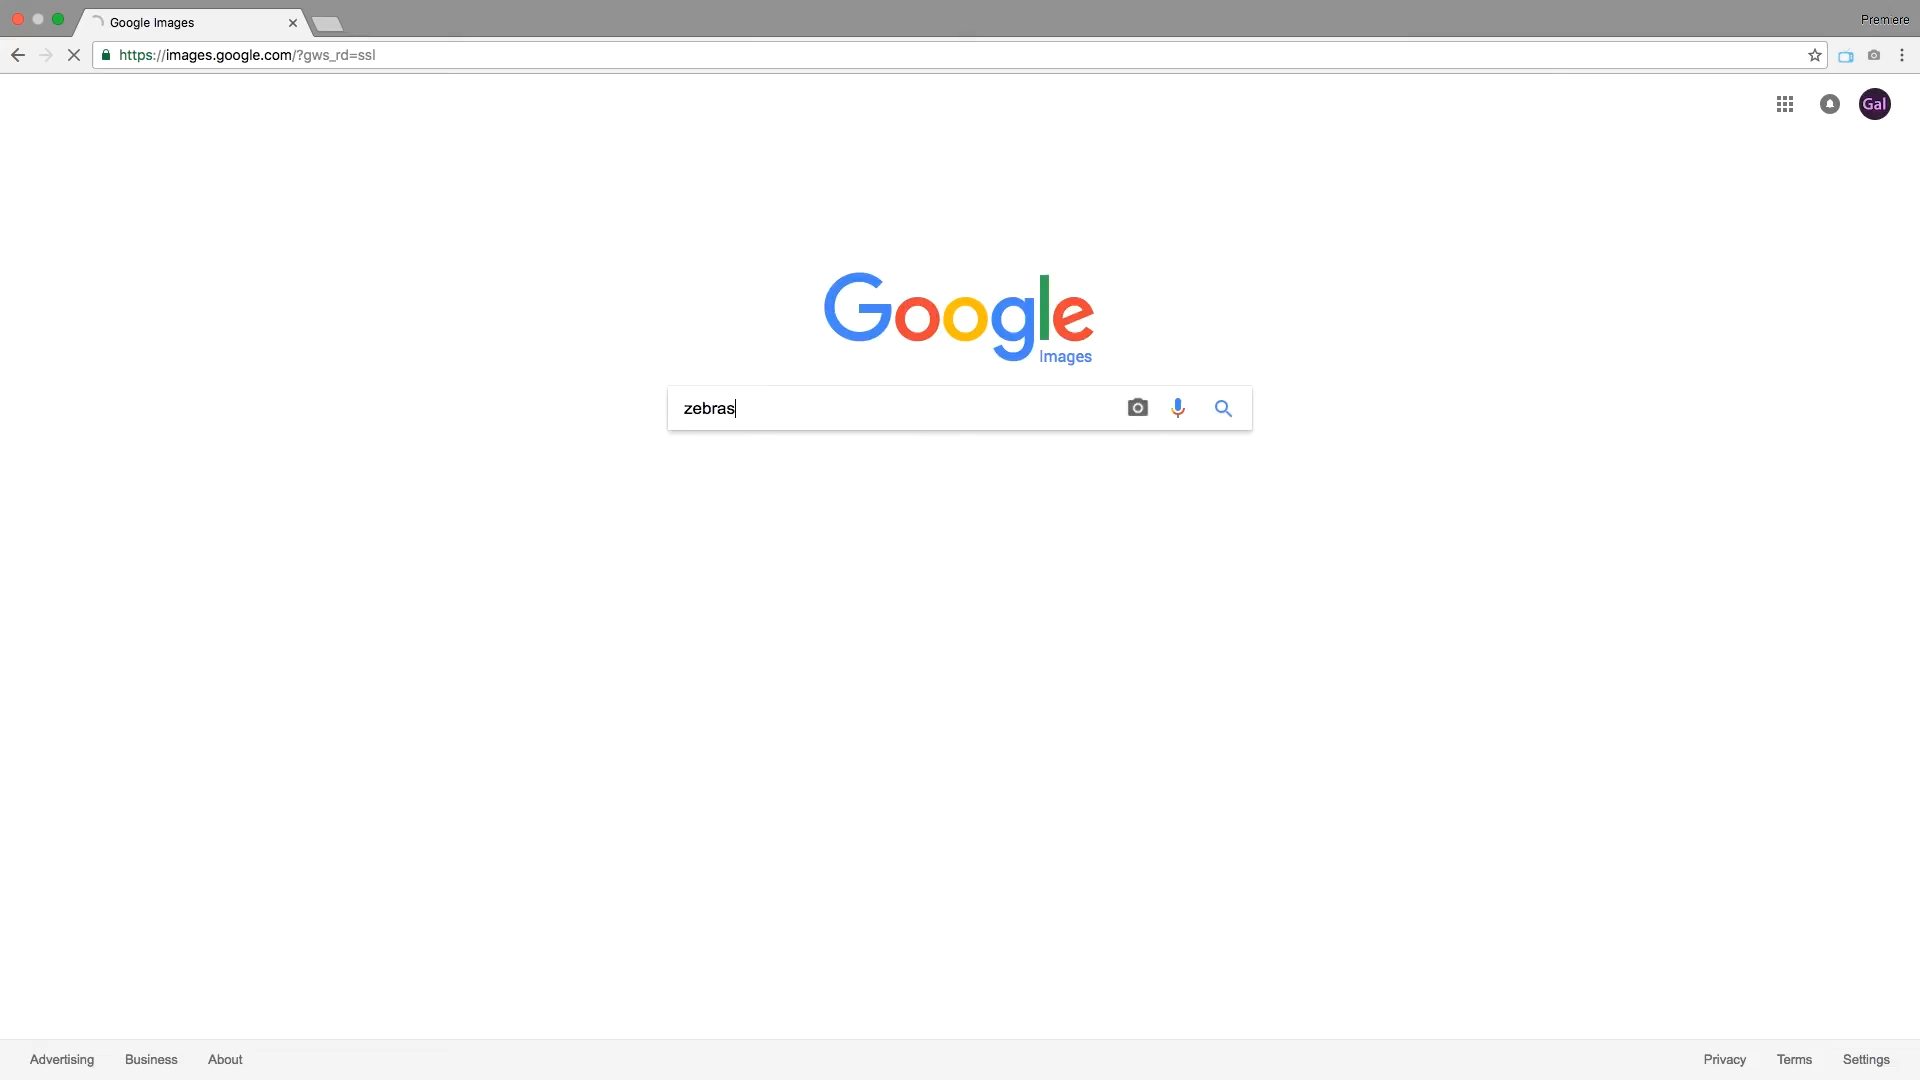 Google Images
Premiere
https://images.google.com/?gws_rd=ssl
Gal
Google
Images
zebras
Advertising Business About Privacy Terms Settings